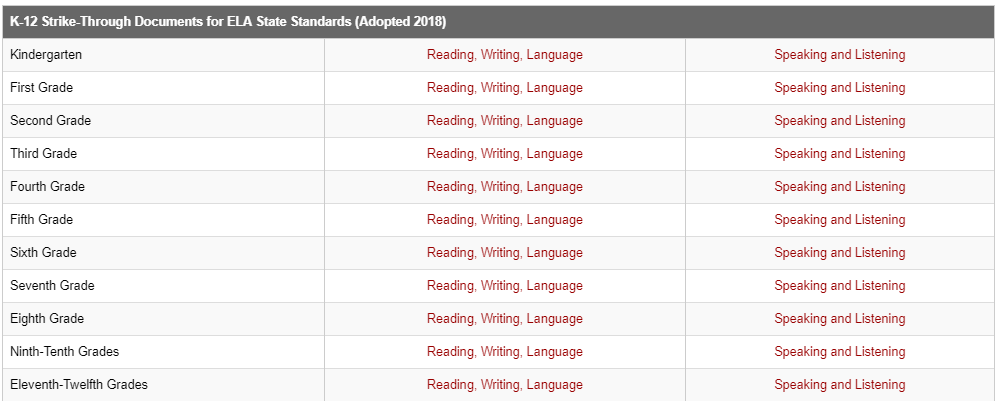 K-12 Strike-Through Documents for ELA State Standards (Adopted 2018)
Kindergarten Reading, Writing, Language Speaking and Listening
First Grade Reading, Writing, Language Speaking and Listening
Second Grade Reading, Writing, Language Speaking and Listening
Third Grade Reading, Writing, Language Speaking and Listening
Fourth Grade Reading, Writing, Language Speaking and Listening
Fifth Grade Reading, Writing, Language Speaking and Listening
Sixth Grade Reading, Writing, Language Speaking and Listening
Seventh Grade Reading, Writing, Language Speaking and Listening
Eighth Grade Reading, Writing, Language Speaking and Listening
Ninth-Tenth Grades Reading, Writing, Language Speaking and Listening
Eleventh-Twelfth Grades Reading, Writing, Language Speaking and Listening